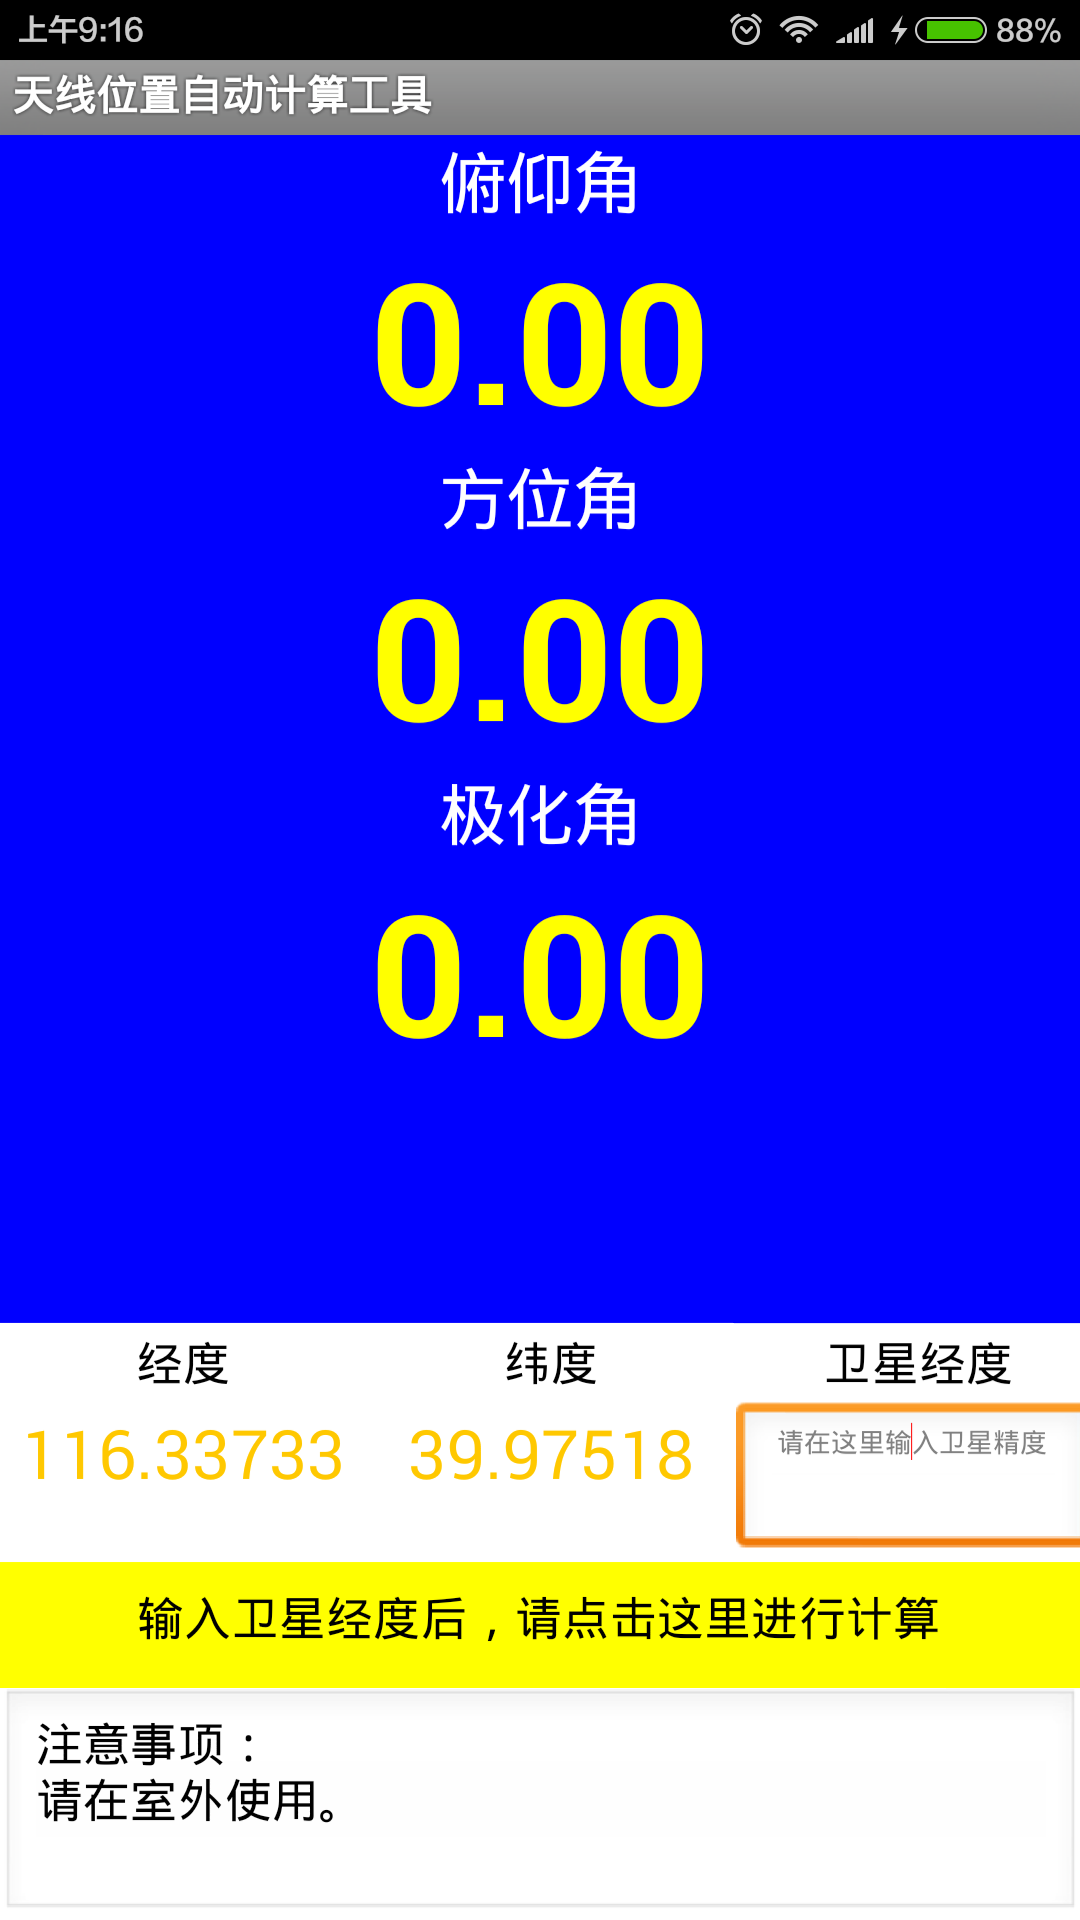 上午9:16
88%
天线位置自动计算工具
俯仰角
0.00
方位角
0.00
极化角
0.00
经度 纬度 卫星经度
116.33733 39.97518 请在这里输入卫星精度
输入卫星经度后，请点击这里进行计算
注意事项：
请在室外使用。